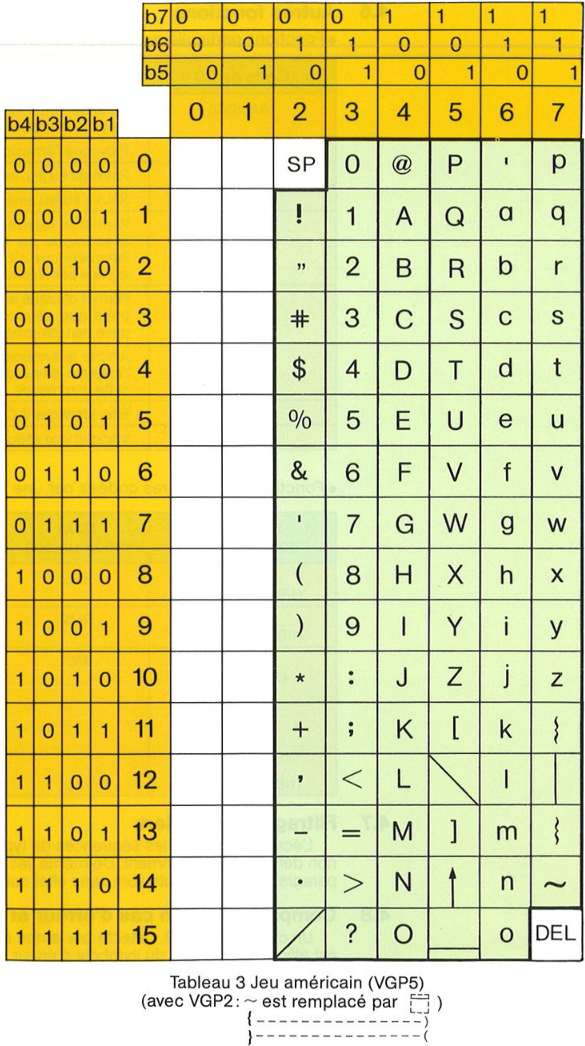 b7 0 0 0 0 1 1 1 1
b6 0 0 1 1 0 0 1 1
b5 0 1 0 1 0 1 0 1
b4 b3 b2 b1 0 1 2 3 4 5 6 7
0 0 0 0 0 SP 0 @ P ' p
0 0 0 1 1 ! 1 A Q a q
0 0 1 0 2 " 2 B R b r
0 0 1 1 3 # 3 C S c s
0 1 0 0 4 $ 4 D T d t
0 1 0 1 5 % 5 E U e u
0 1 1 0 6 & 6 F V f v
0 1 1 1 7 ' 7 G W g w
1 0 0 0 8 ( 8 H X h x
1 0 0 1 9 ) 9 I Y i y
1 0 1 0 10 * : J Z j z
1 0 1 1 11 + ; K [ k {
1 1 0 0 12 , < L \ l |
1 1 0 1 13 – = M ] m }
1 1 1 0 14 . > N ↑ n ~
1 1 1 1 15 / ? O _ o DEL
Tableau 3 Jeu américain (VGP5)
(avec VGP2: ~ est remplacé par )
{ ---------------- )
} ---------------- (